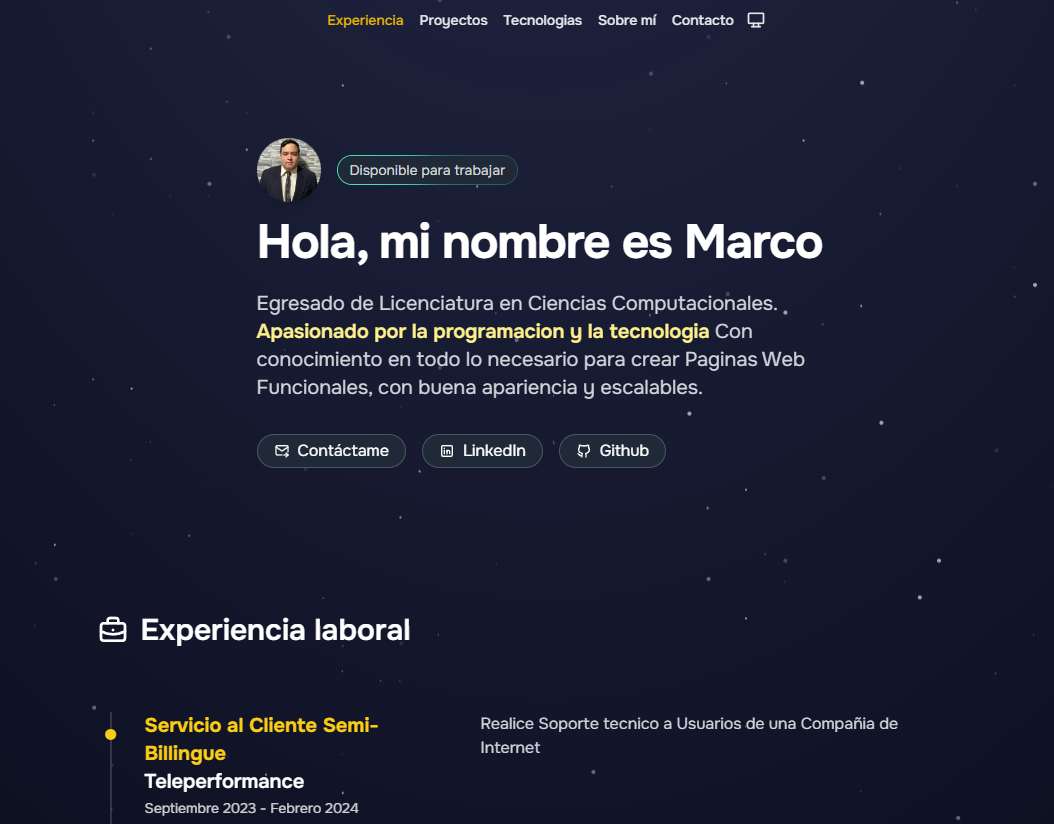 Experiencia Proyectos Tecnologias Sobre mí Contacto
Disponible para trabajar
Hola, mi nombre es Marco
Egresado de Licenciatura en Ciencias Computacionales.
Apasionado por la programacion y la tecnologia Con
conocimiento en todo lo necesario para crear Paginas Web
Funcionales, con buena apariencia y escalables.
Contáctame LinkedIn Github
Experiencia laboral
Servicio al Cliente Semi-
Billingue
Teleperformance
Septiembre 2023 - Febrero 2024
Realice Soporte tecnico a Usuarios de una Compañia de
Internet